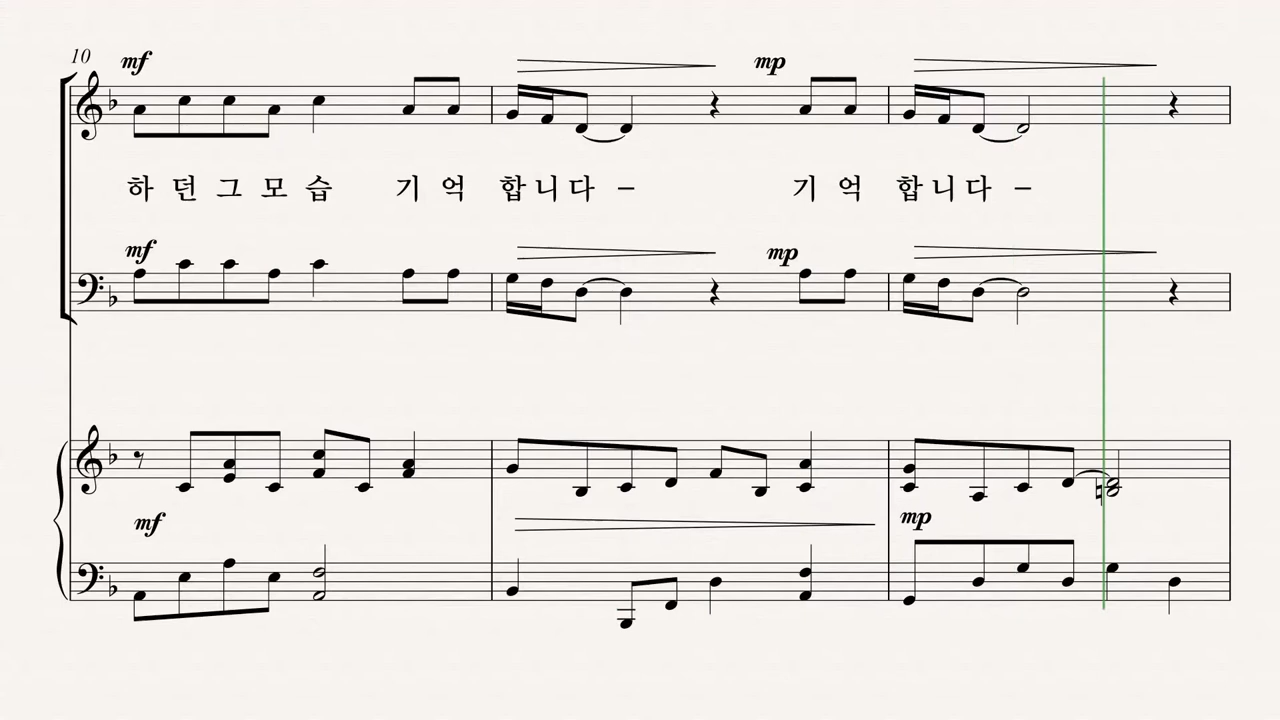 10
mf
mp
하 던 그 모 습 기 억 합 니 다 – 기 억 합 니 다 –
mf
mp
mf
mp